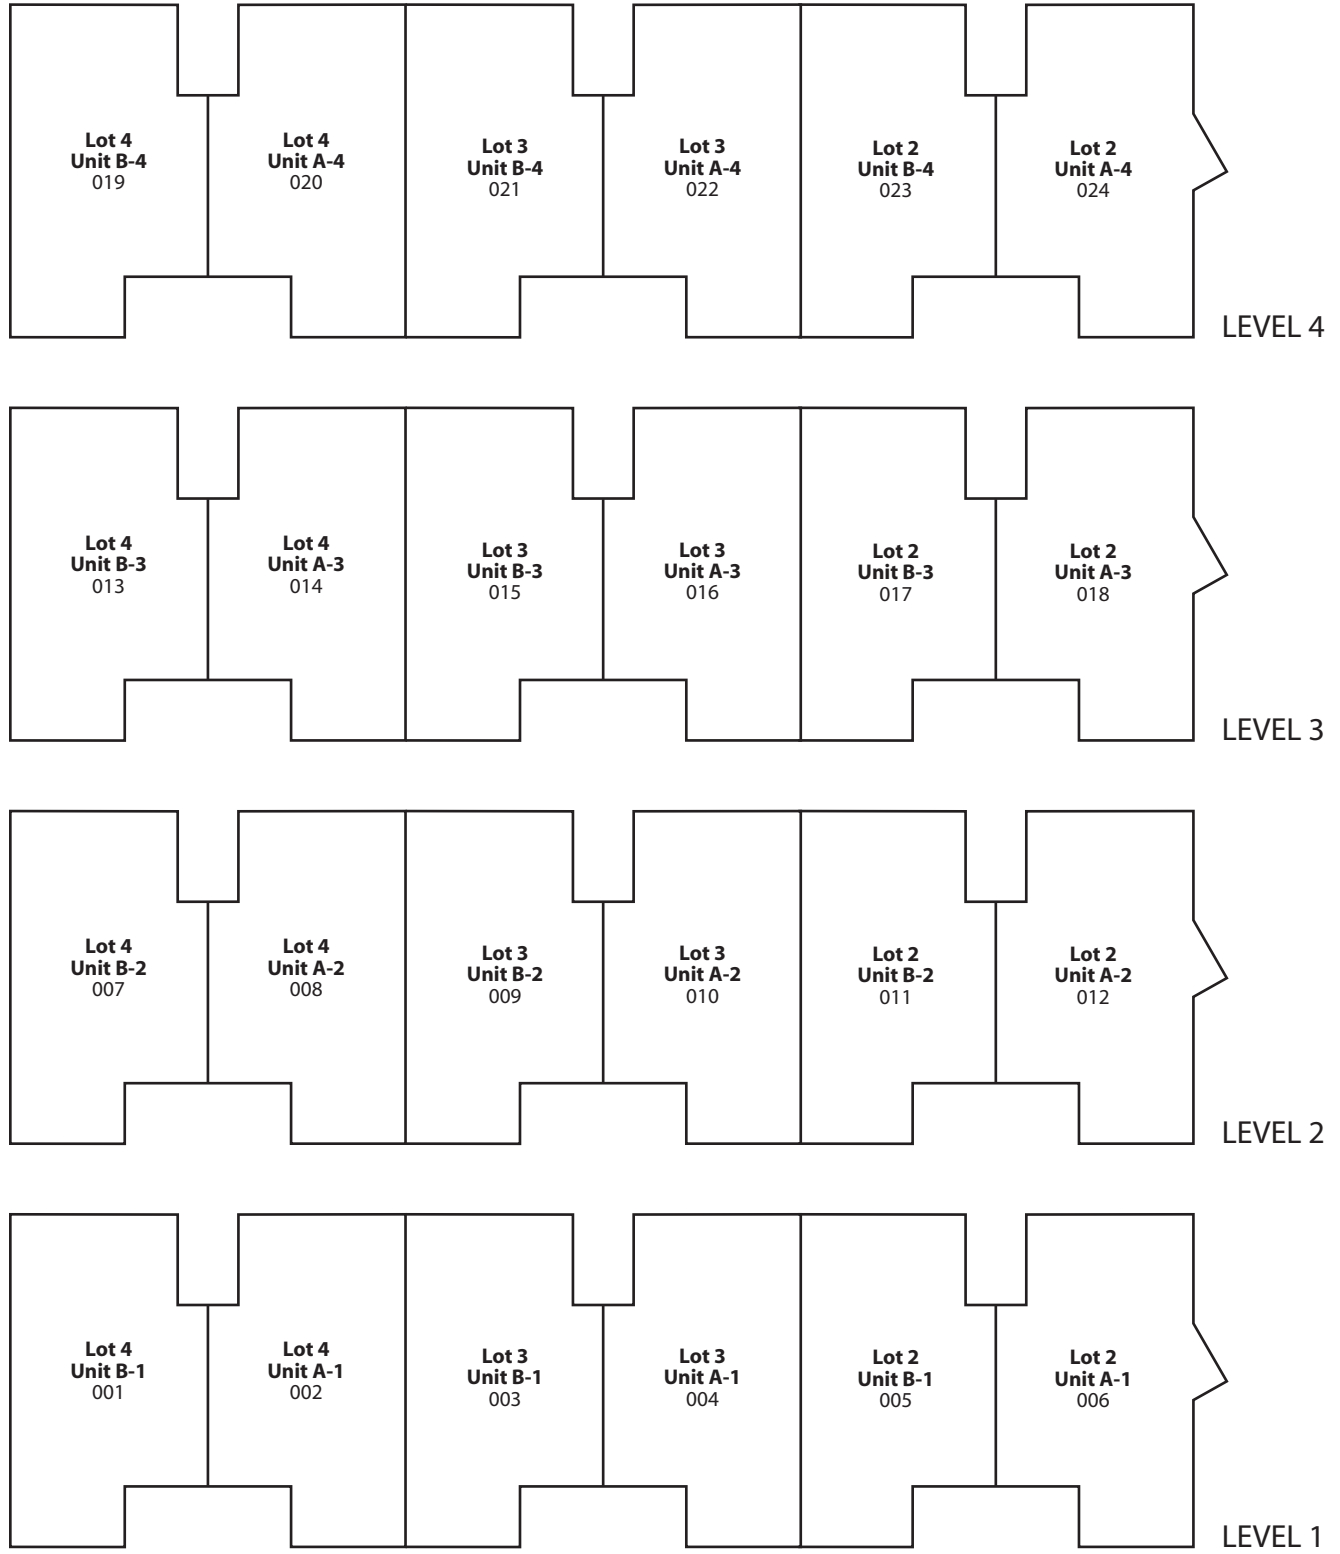 Lot 4
Unit B-4
019
Lot 4
Unit A-4
020
Lot 3
Unit B-4
021
Lot 3
Unit A-4
022
Lot 2
Unit B-4
023
Lot 2
Unit A-4
024
LEVEL 4
Lot 4
Unit B-3
013
Lot 4
Unit A-3
014
Lot 3
Unit B-3
015
Lot 3
Unit A-3
016
Lot 2
Unit B-3
017
Lot 2
Unit A-3
018
LEVEL 3
Lot 4
Unit B-2
007
Lot 4
Unit A-2
008
Lot 3
Unit B-2
009
Lot 3
Unit A-2
010
Lot 2
Unit B-2
011
Lot 2
Unit A-2
012
LEVEL 2
Lot 4
Unit B-1
001
Lot 4
Unit A-1
002
Lot 3
Unit B-1
003
Lot 3
Unit A-1
004
Lot 2
Unit B-1
005
Lot 2
Unit A-1
006
LEVEL 1